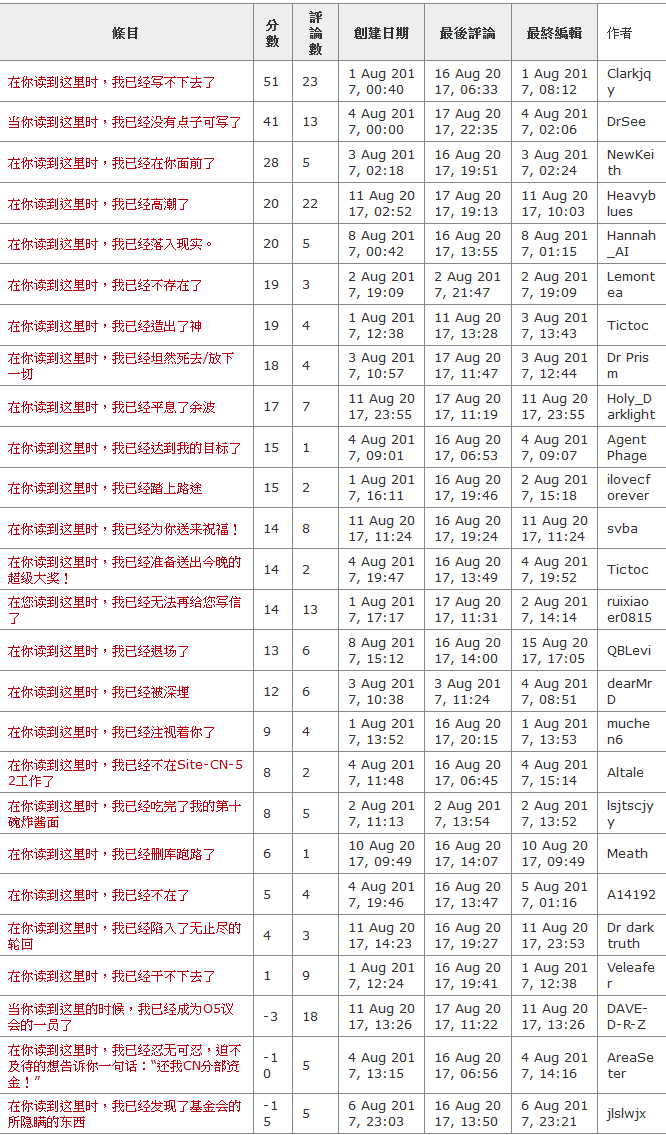 條目 分數 評論數 創建日期 最後評論 最終編輯 作者
在你读到这里时，我已经写不下去了 51 23 1 Aug 2017, 00:40 16 Aug 2017, 06:33 1 Aug 2017, 08:12 Clarkjqy
当你读到这里时，我已经没有点子可写了 41 13 4 Aug 2017, 00:00 17 Aug 2017, 22:35 4 Aug 2017, 02:06 DrSee
在你读到这里时，我已经在你面前了 28 5 3 Aug 2017, 02:18 16 Aug 2017, 19:51 3 Aug 2017, 02:24 NewKeith
在你读到这里时，我已经高潮了 20 22 11 Aug 2017, 02:52 17 Aug 2017, 19:13 11 Aug 2017, 10:03 Heavyblues
在你读到这里时，我已经落入现实。 20 5 8 Aug 2017, 00:42 16 Aug 2017, 13:55 8 Aug 2017, 01:15 Hannah_AI
在你读到这里时，我已经不存在了 19 3 2 Aug 2017, 19:09 2 Aug 2017, 21:47 2 Aug 2017, 19:09 Lemontea
在你读到这里时，我已经造出了神 19 4 1 Aug 2017, 12:38 11 Aug 2017, 13:28 3 Aug 2017, 13:43 Tictoc
在你读到这里时，我已经坦然死去/放下一切 18 4 3 Aug 2017, 10:57 17 Aug 2017, 11:47 3 Aug 2017, 12:44 Dr Prism
在你读到这里时，我已经平息了余波 17 7 11 Aug 2017, 23:55 17 Aug 2017, 11:19 11 Aug 2017, 23:55 Holy_Darklight
在你读到这里时，我已经达到我的目标了 15 1 4 Aug 2017, 09:01 16 Aug 2017, 06:53 4 Aug 2017, 09:07 Agent Phage
在你读到这里时，我已经踏上路途 15 2 1 Aug 2017, 16:11 16 Aug 2017, 19:46 2 Aug 2017, 15:18 ilovecforever
在你读到这里时，我已经为你送来祝福！ 14 8 11 Aug 2017, 11:24 16 Aug 2017, 19:24 11 Aug 2017, 11:24 svba
在你读到这里时，我已经准备送出今晚的超级大奖！ 14 2 4 Aug 2017, 19:47 16 Aug 2017, 13:49 4 Aug 2017, 19:52 Tictoc
在您读到这里时，我已经无法再给您写信了 14 13 1 Aug 2017, 17:17 17 Aug 2017, 11:31 2 Aug 2017, 14:14 ruixiaoer0815
在你读到这里时，我已经退场了 13 6 8 Aug 2017, 15:12 16 Aug 2017, 14:00 15 Aug 2017, 17:05 QBLevi
在你读到这里时，我已经被深埋 12 6 3 Aug 2017, 10:38 3 Aug 2017, 11:24 4 Aug 2017, 08:51 dearMrD
在你读到这里时，我已经注视着你了 9 4 1 Aug 2017, 13:52 16 Aug 2017, 20:15 1 Aug 2017, 13:53 muchen6
在你读到这里时，我已经不在Site-CN-52工作了 8 2 4 Aug 2017, 11:48 16 Aug 2017, 06:45 4 Aug 2017, 15:14 Altale
在你读到这里时，我已经吃完了我的第十碗炸酱面 8 5 2 Aug 2017, 11:13 2 Aug 2017, 13:54 2 Aug 2017, 13:52 lsjtscjyy
在你读到这里时，我已经删库跑路了 6 1 10 Aug 2017, 09:49 16 Aug 2017, 14:07 10 Aug 2017, 09:49 Meath
在你读到这里时，我已经不在了 5 4 4 Aug 2017, 19:46 16 Aug 2017, 13:47 5 Aug 2017, 01:16 A14192
在你读到这里时，我已经陷入了无止尽的轮回 4 3 11 Aug 2017, 14:23 16 Aug 2017, 19:27 11 Aug 2017, 23:53 Dr darktruth
在你读到这里时，我已经干不下去了 1 9 1 Aug 2017, 12:24 16 Aug 2017, 19:41 1 Aug 2017, 12:38 Veleafer
当你读到这里的时候，我已经成为O5议会的一员了 -3 18 11 Aug 2017, 13:26 17 Aug 2017, 11:22 11 Aug 2017, 13:26 DAVE-D-R-Z
在你读到这里时，我已经忍无可忍，迫不及待的想告诉你一句话：“还我CN分部资金！” -10 5 4 Aug 2017, 13:15 16 Aug 2017, 06:56 4 Aug 2017, 14:16 AreaSeter
在你读到这里时，我已经发现了基金会的所隐瞒的东西 -15 5 6 Aug 2017, 23:03 16 Aug 2017, 13:50 6 Aug 2017, 23:21 jlslwjx